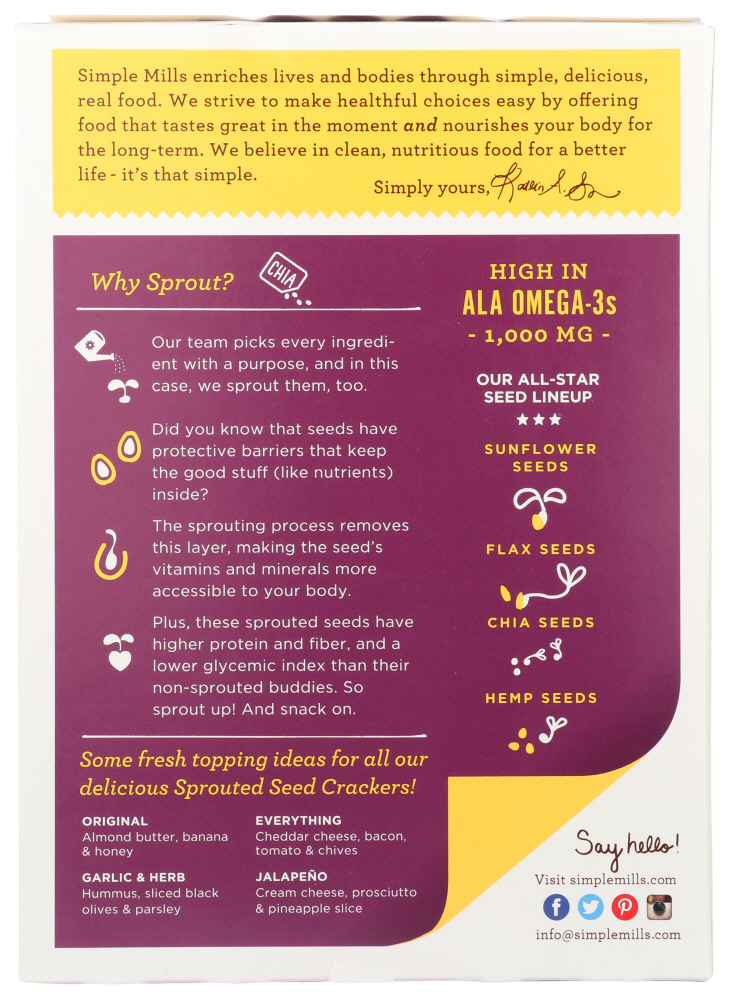 Simple Mills enriches lives and bodies through simple, delicious,
real food. We strive to make healthful choices easy by offering
food that tastes great in the moment and nourishes your body for
the long-term. We believe in clean, nutritious food for a better
life - it's that simple.
Simply yours,
Why Sprout?
CHIA
Our team picks every ingredi-
ent with a purpose, and in this
case, we sprout them, too.
Did you know that seeds have
protective barriers that keep
the good stuff (like nutrients)
inside?
The sprouting process removes
this layer, making the seed's
vitamins and minerals more
accessible to your body.
Plus, these sprouted seeds have
higher protein and fiber, and a
lower glycemic index than their
non-sprouted buddies. So
sprout up! And snack on.
HIGH IN
ALA OMEGA-3s
- 1,000 MG -
OUR ALL-STAR
SEED LINEUP
SUNFLOWER
SEEDS
FLAX SEEDS
CHIA SEEDS
HEMP SEEDS
Some fresh topping ideas for all our
delicious Sprouted Seed Crackers!
ORIGINAL
Almond butter, banana
& honey
EVERYTHING
Cheddar cheese, bacon,
tomato & chives
GARLIC & HERB
Hummus, sliced black
olives & parsley
JALAPEÑO
Cream cheese, prosciutto
& pineapple slice
Say hello!
Visit simplemills.com
info@simplemills.com